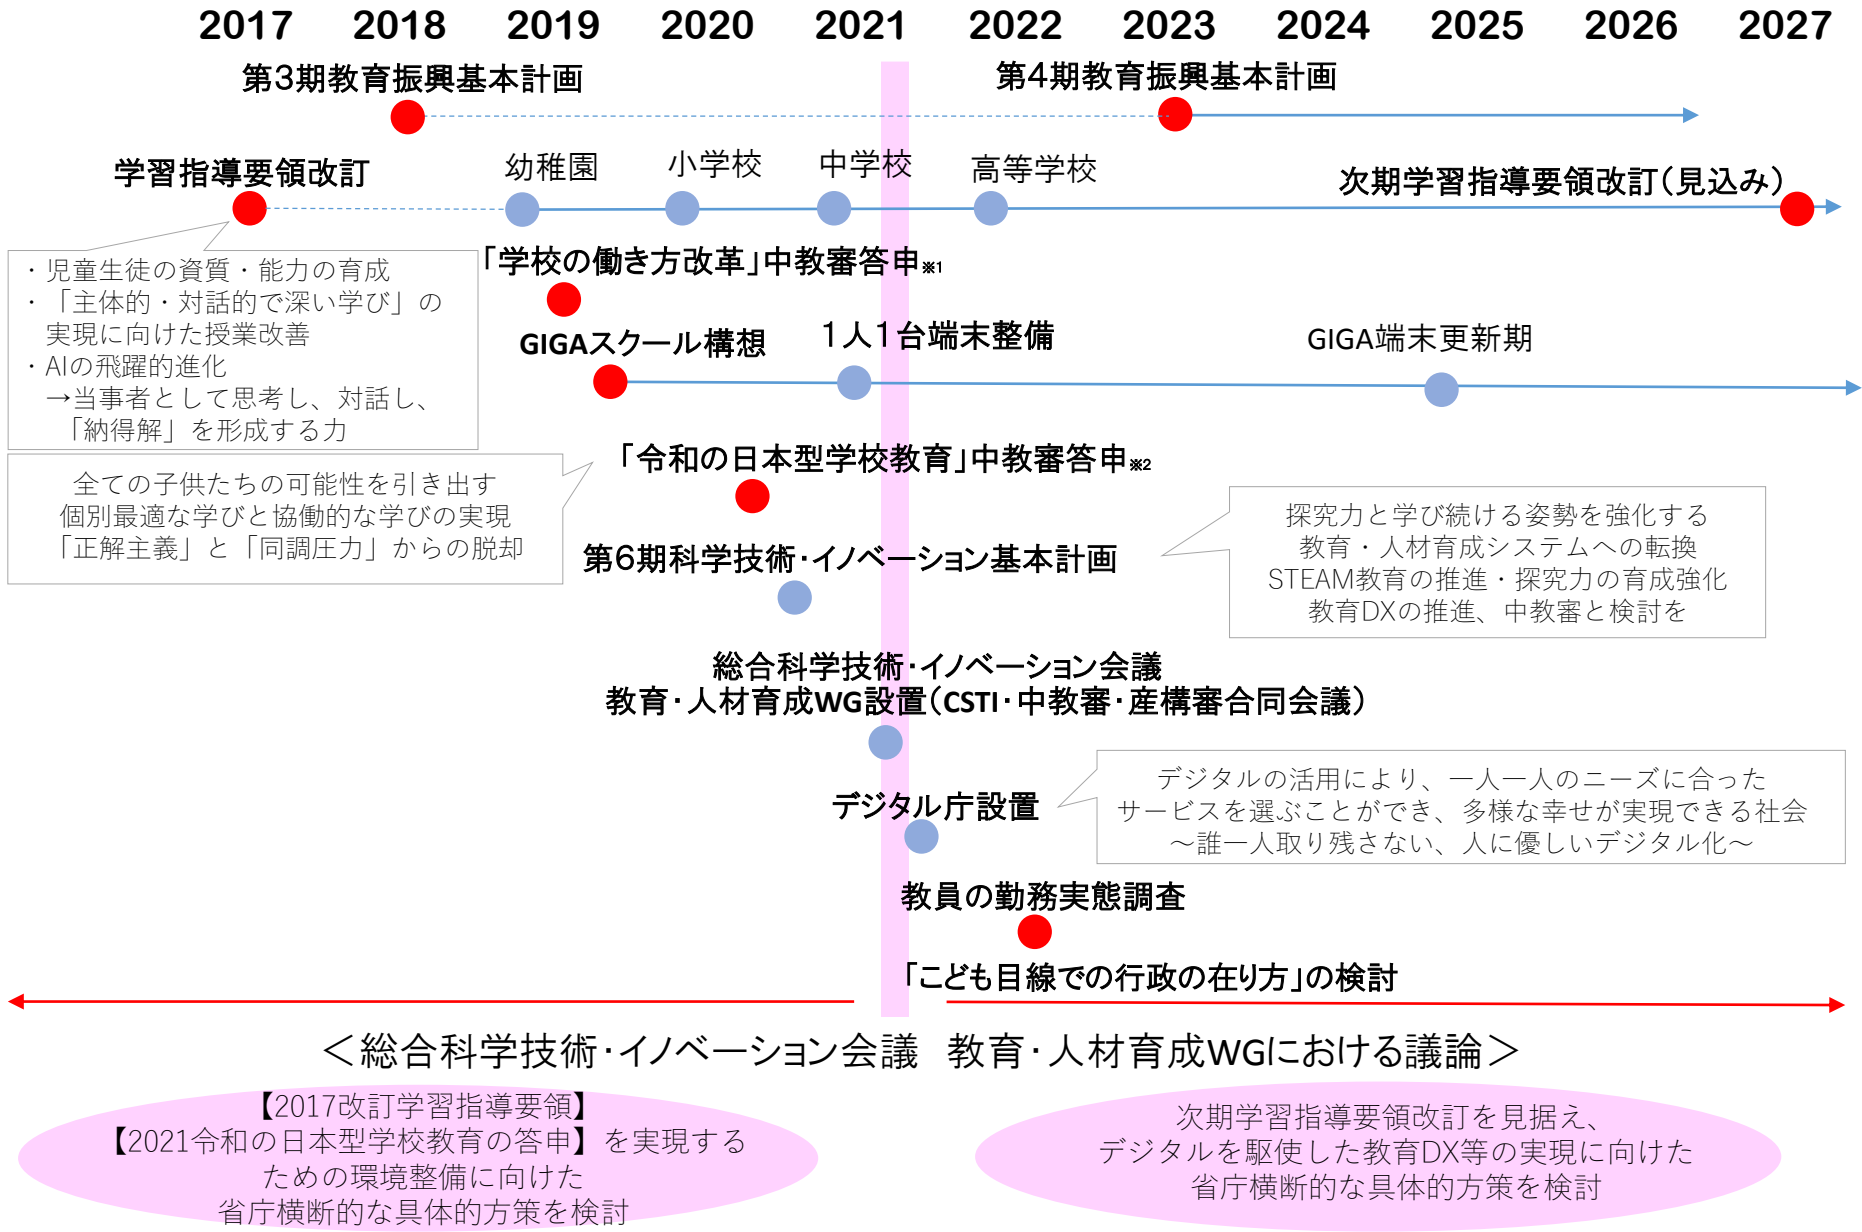 2017 2018 2019 2020 2021 2022 2023 2024 2025 2026 2027
第3期教育振興基本計画
第4期教育振興基本計画
学習指導要領改訂
幼稚園
小学校
中学校
高等学校
次期学習指導要領改訂(見込み)
・児童生徒の資質・能力の育成
・「主体的・対話的で深い学び」の
実現に向けた授業改善
・AIの飛躍的進化
→当事者として思考し、対話し、
「納得解」を形成する力
「学校の働き方改革」中教審答申※1
GIGAスクール構想
1人1台端末整備
GIGA端末更新期
「令和の日本型学校教育」中教審答申※2
全ての子供たちの可能性を引き出す
個別最適な学びと協働的な学びの実現
「正解主義」と「同調圧力」からの脱却
第6期科学技術・イノベーション基本計画
探究力と学び続ける姿勢を強化する
教育・人材育成システムへの転換
STEAM教育の推進・探究力の育成強化
教育DXの推進、中教審と検討を
総合科学技術・イノベーション会議
教育・人材育成WG設置(CSTI・中教審・産構審合同会議)
デジタル庁設置
デジタルの活用により、一人一人のニーズに合った
サービスを選ぶことができ、多様な幸せが実現できる社会
～誰一人取り残さない、人に優しいデジタル化～
教員の勤務実態調査
「こども目線での行政の在り方」の検討
＜総合科学技術・イノベーション会議 教育・人材育成WGにおける議論＞
【2017改訂学習指導要領】
【2021令和の日本型学校教育の答申】を実現する
ための環境整備に向けた
省庁横断的な具体的方策を検討
次期学習指導要領改訂を見据え、
デジタルを駆使した教育DX等の実現に向けた
省庁横断的な具体的方策を検討